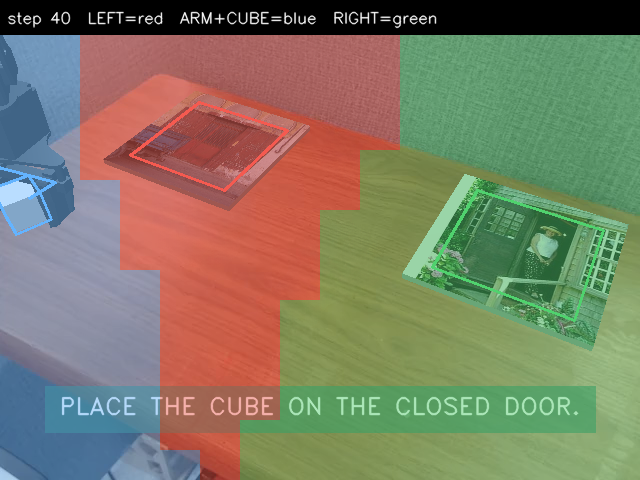 step 40 LEFT=red ARM+CUBE=blue RIGHT=green
PLACE THE CUBE ON THE CLOSED DOOR.